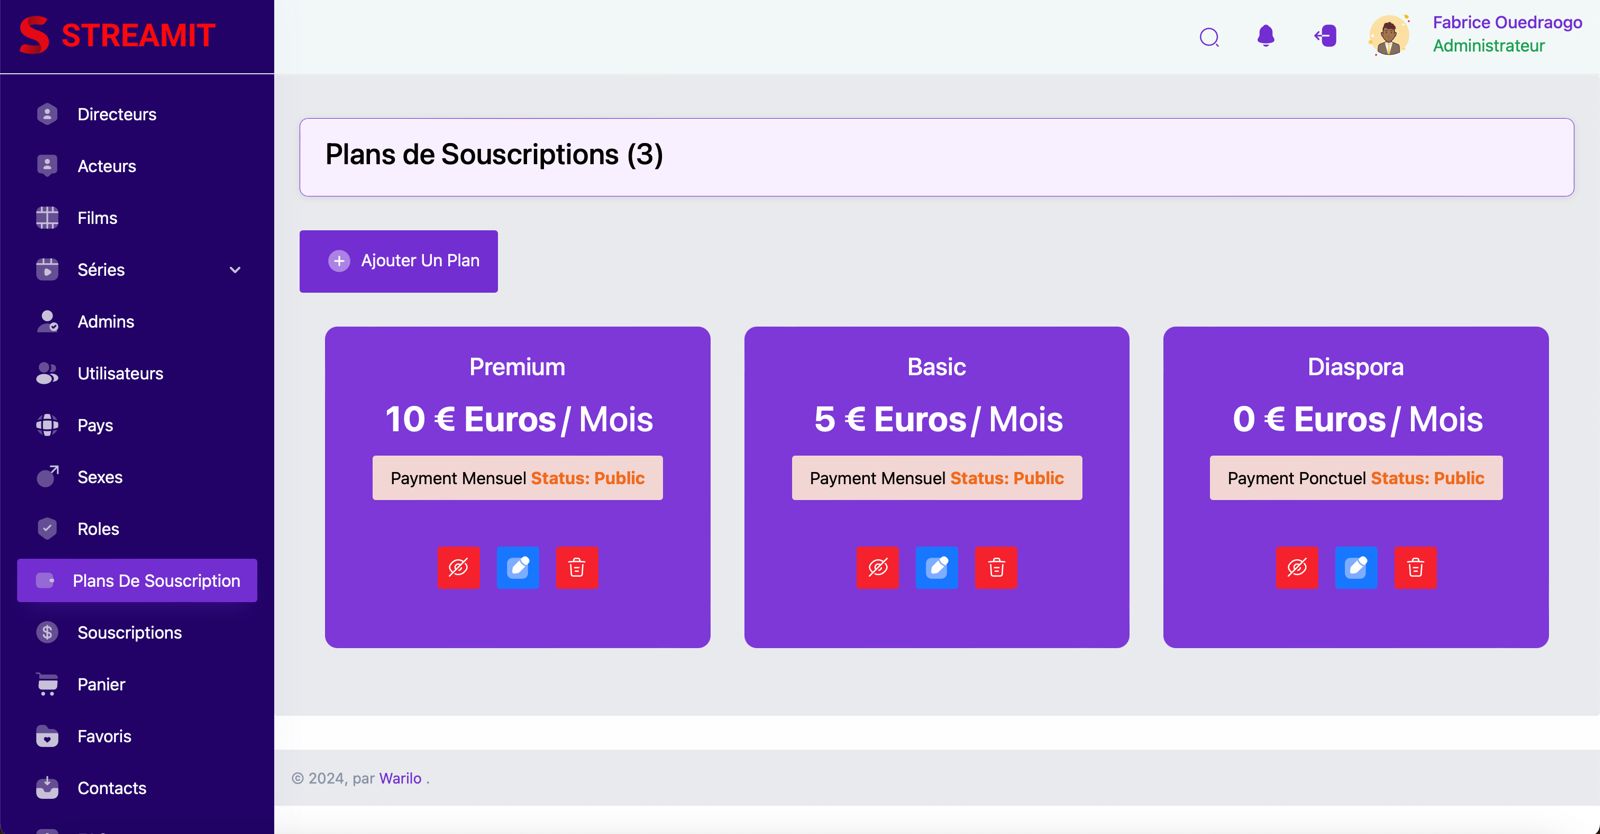 STREAMIT
Fabrice Ouedraogo
Administrateur
Directeurs
Acteurs
Films
Séries
Admins
Utilisateurs
Pays
Sexes
Roles
Plans De Souscription
Souscriptions
Panier
Favoris
Contacts
Plans de Souscriptions (3)
Ajouter Un Plan
Premium
10 € Euros / Mois
Payment Mensuel Status: Public
Basic
5 € Euros / Mois
Payment Mensuel Status: Public
Diaspora
0 € Euros / Mois
Payment Ponctuel Status: Public
© 2024, par Warilo .